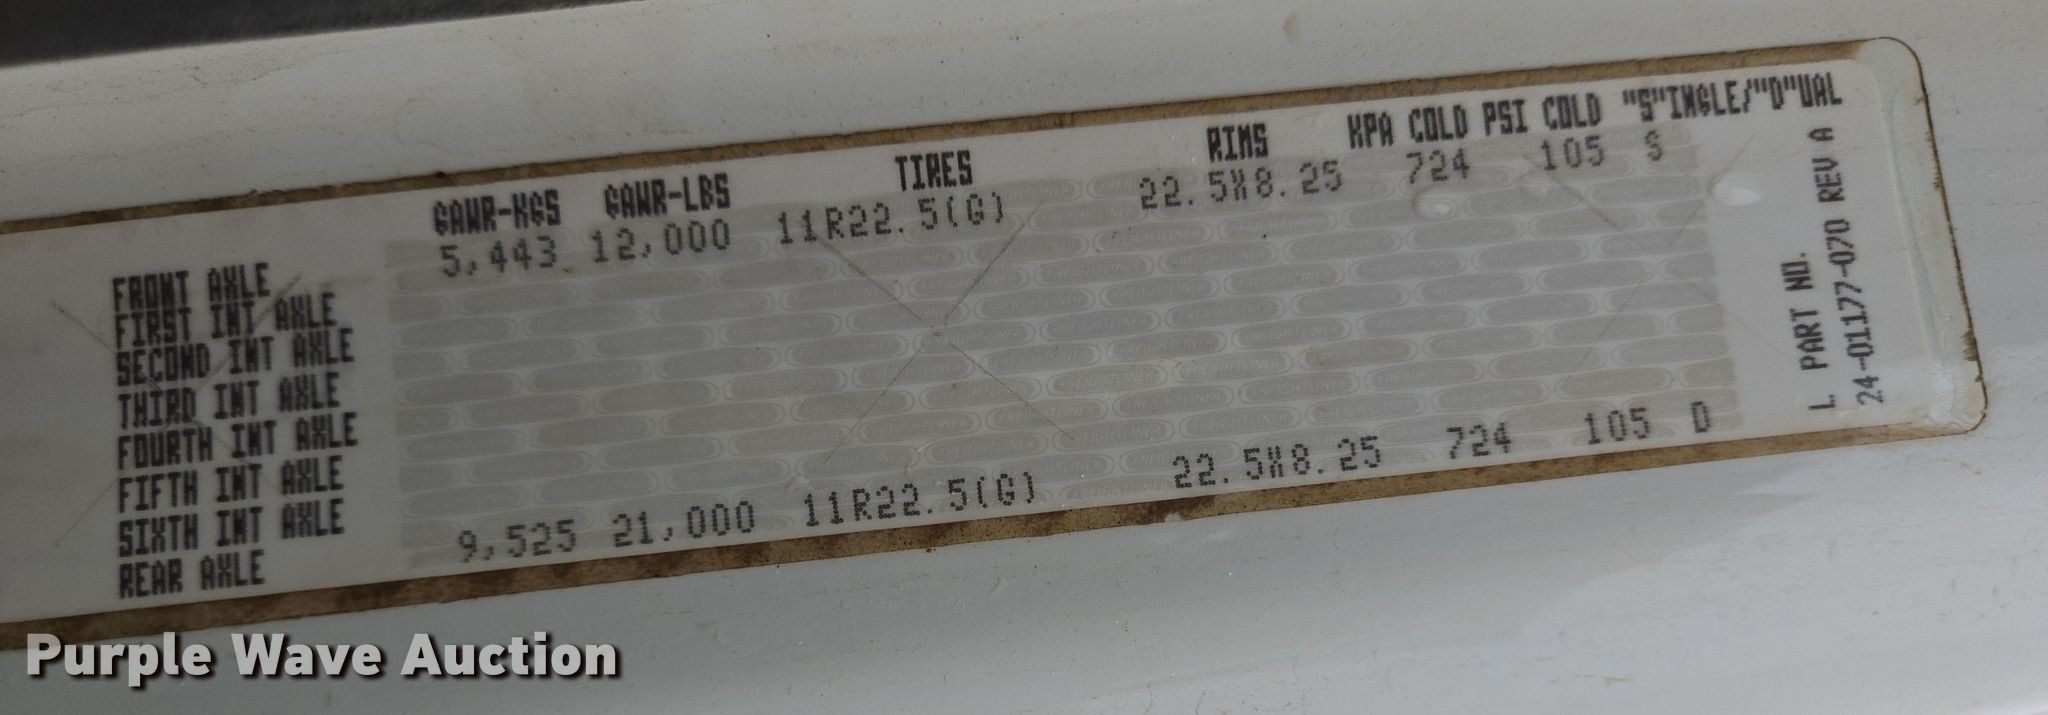 GAWR-KGS GAWR-LBS TIRES RIMS KPA COLD PSI COLD "S"INGLE/"D"UAL
FRONT AXLE 5,443 12,000 11R22.5(G) 22.5X8.25 724 105 S
FIRST INT AXLE
SECOND INT AXLE
THIRD INT AXLE
FOURTH INT AXLE
FIFTH INT AXLE
SIXTH INT AXLE
REAR AXLE 9,525 21,000 11R22.5(G) 22.5X8.25 724 105 D
L PART NO.
24-01177-070 REV A
FREIGHTLINER
Purple Wave Auction